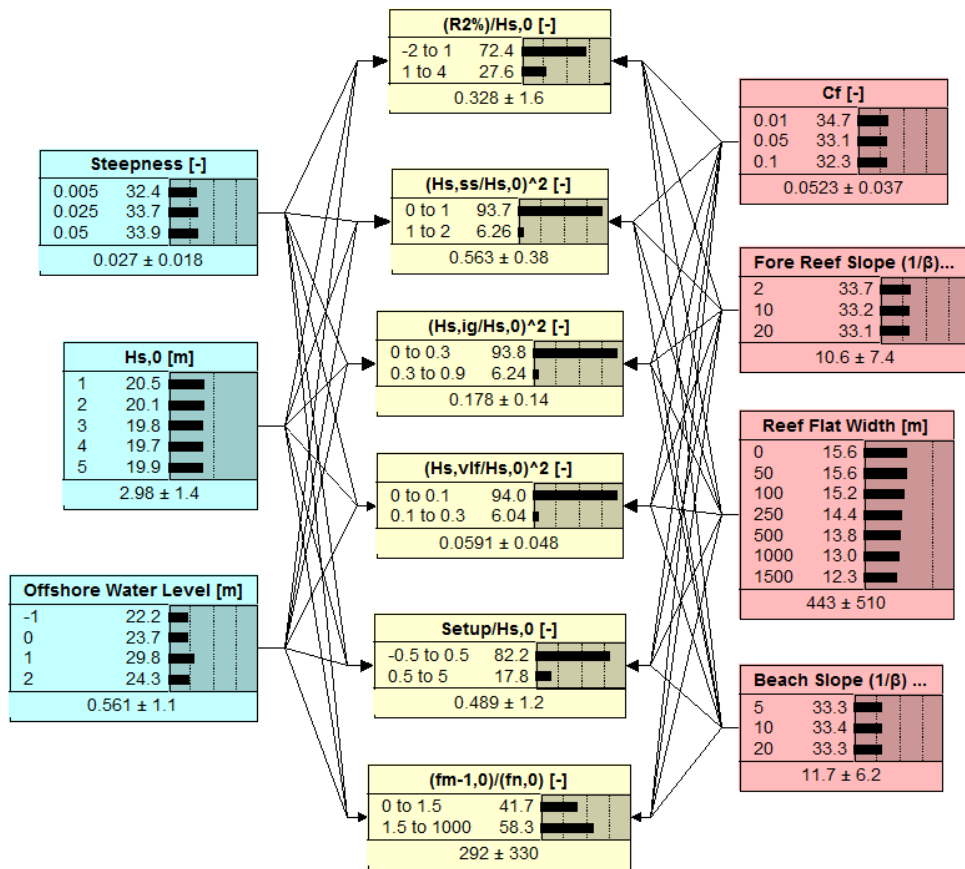 (R2%)/Hs,0 [-]
-2 to 1 72.4
1 to 4 27.6
0.328 ± 1.6
Steepness [-]
0.005 32.4
0.025 33.7
0.05 33.9
0.027 ± 0.018
Hs,0 [m]
1 20.5
2 20.1
3 19.8
4 19.7
5 19.9
2.98 ± 1.4
Offshore Water Level [m]
-1 22.2
0 23.7
1 29.8
2 24.3
0.561 ± 1.1
(Hs,ss/Hs,0)^2 [-]
0 to 1 93.7
1 to 2 6.26
0.563 ± 0.38
(Hs,ig/Hs,0)^2 [-]
0 to 0.3 93.8
0.3 to 0.9 6.24
0.178 ± 0.14
(Hs,vlf/Hs,0)^2 [-]
0 to 0.1 94.0
0.1 to 0.3 6.04
0.0591 ± 0.048
Setup/Hs,0 [-]
-0.5 to 0.5 82.2
0.5 to 5 17.8
0.489 ± 1.2
(fm-1,0)/(fn,0) [-]
0 to 1.5 41.7
1.5 to 1000 58.3
292 ± 330
Cf [-]
0.01 34.7
0.05 33.1
0.1 32.3
0.0523 ± 0.037
Fore Reef Slope (1/β)...
2 33.7
10 33.2
20 33.1
10.6 ± 7.4
Reef Flat Width [m]
0 15.6
50 15.6
100 15.2
250 14.4
500 13.8
1000 13.0
1500 12.3
443 ± 510
Beach Slope (1/β) ...
5 33.3
10 33.4
20 33.3
11.7 ± 6.2